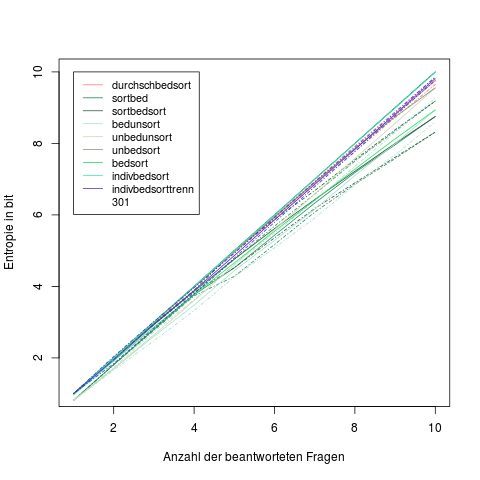 durchschbedsort
sortbed
sortbedsort
bedunsort
unbedunsort
unbedsort
bedsort
indivbedsort
indivbedsorttrenn
301
10
8
6
4
2
Entropie in bit
2 4 6 8 10
Anzahl der beantworteten Fragen